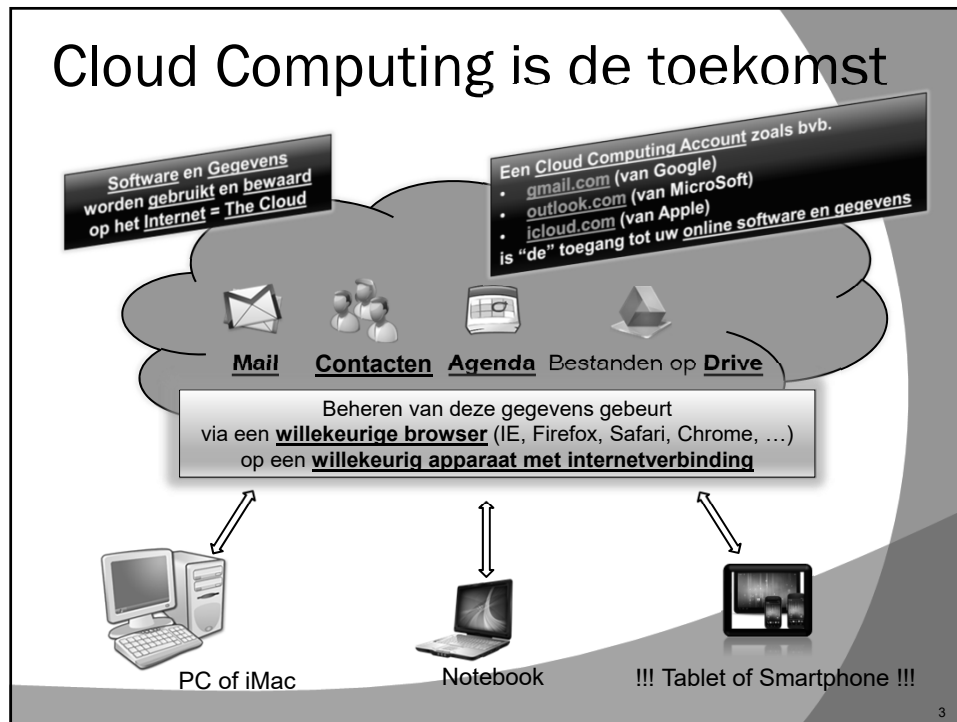 Cloud Computing is de toekomst
Software en Gegevens
worden gebruikt en bewaard
op het Internet = The Cloud
Een Cloud Computing Account zoals bvb.
• gmail.com (van Google)
• outlook.com (van MicroSoft)
• icloud.com (van Apple)
is “de” toegang tot uw online software en gegevens
Mail Contacten Agenda Bestanden op Drive
Beheren van deze gegevens gebeurt
via een willekeurige browser (IE, Firefox, Safari, Chrome, …)
op een willekeurig apparaat met internetverbinding
PC of iMac
Notebook
!!! Tablet of Smartphone !!!
3